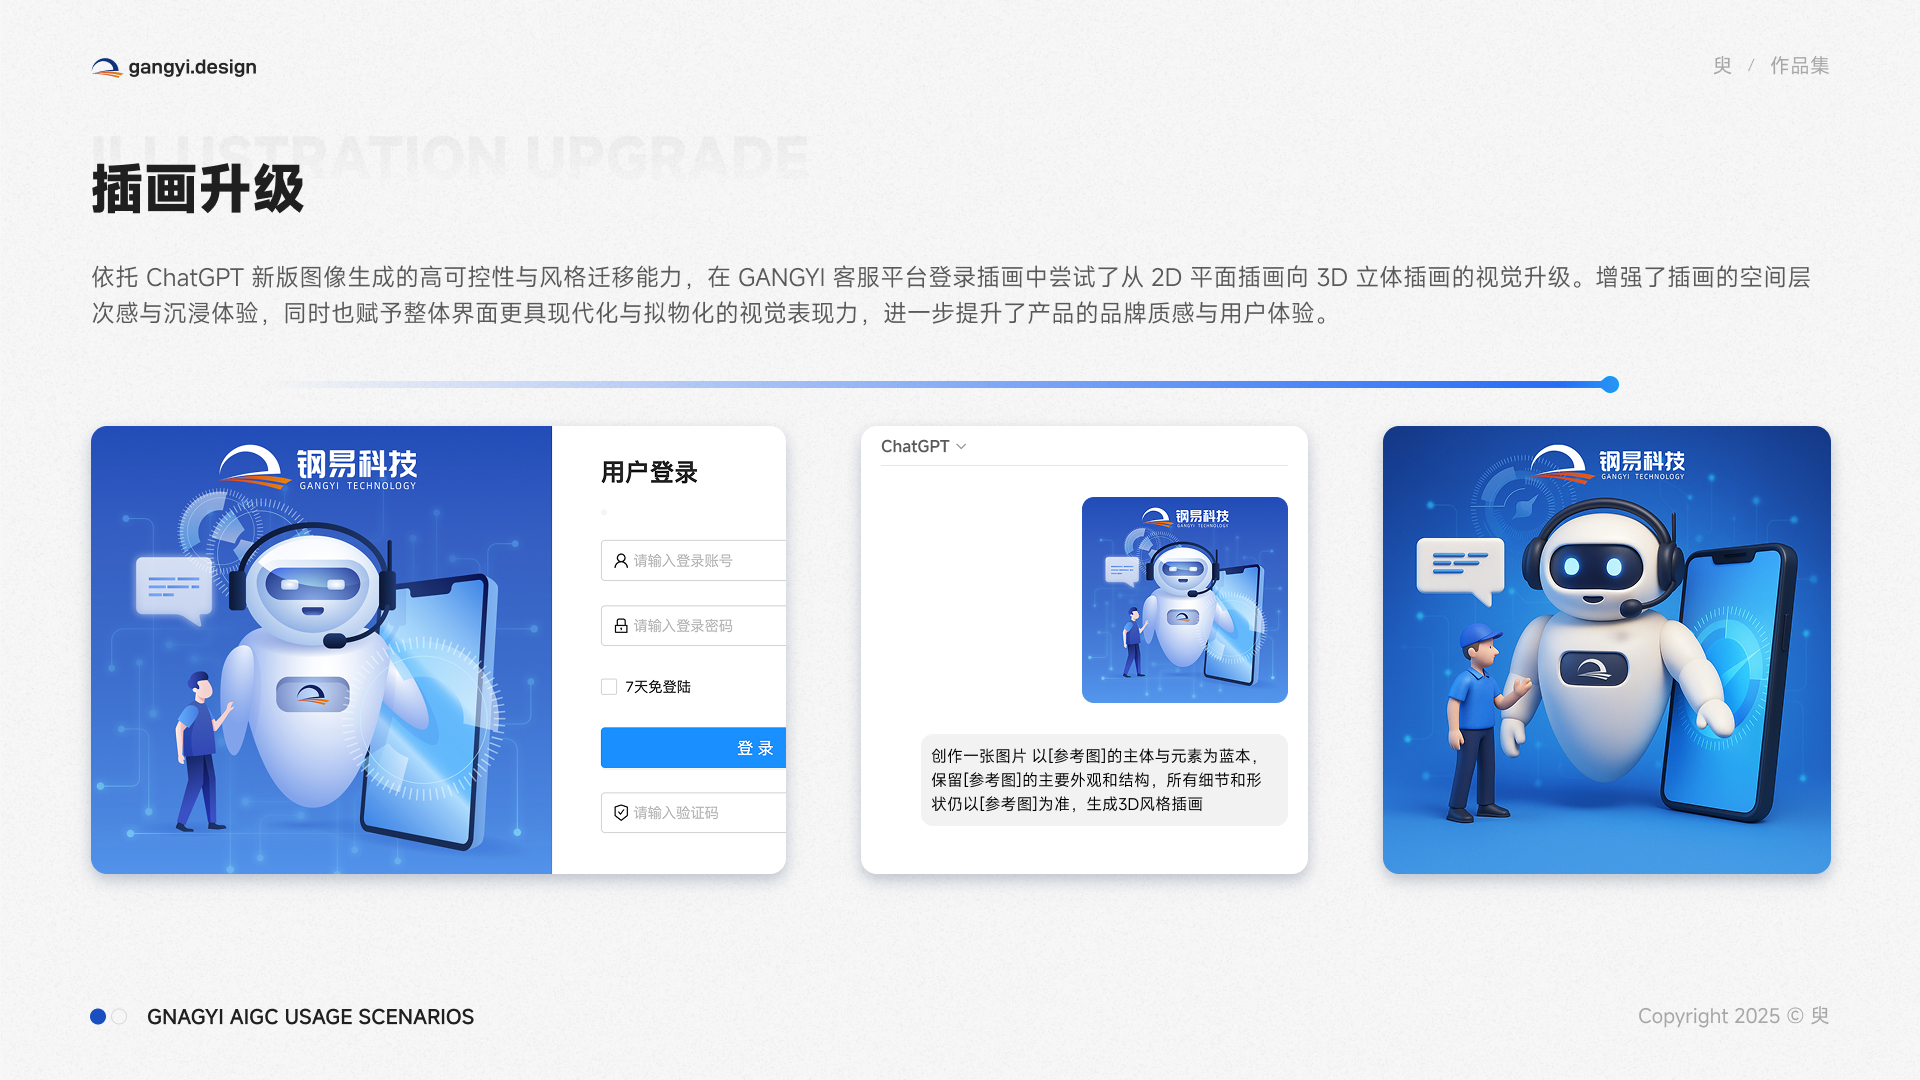 gangyi.design
臾 / 作品集
ILLUSTRATION UPGRADE
插画升级
依托 ChatGPT 新版图像生成的高可控性与风格迁移能力，在 GANGYI 客服平台登录插画中尝试了从 2D 平面插画向 3D 立体插画的视觉升级。增强了插画的空间层
次感与沉浸体验，同时也赋予整体界面更具现代化与拟物化的视觉表现力，进一步提升了产品的品牌质感与用户体验。
钢易科技
GANGYI TECHNOLOGY
用户登录
请输入登录账号
请输入登录密码
7天免登陆
登 录
请输入验证码
ChatGPT
钢易科技
GANGYI TECHNOLOGY
创作一张图片 以[参考图]的主体与元素为蓝本，
保留[参考图]的主要外观和结构，所有细节和形
状仍以[参考图]为准，生成3D风格插画
钢易科技
GANGYI TECHNOLOGY
GNAGYI AIGC USAGE SCENARIOS
Copyright 2025 © 臾